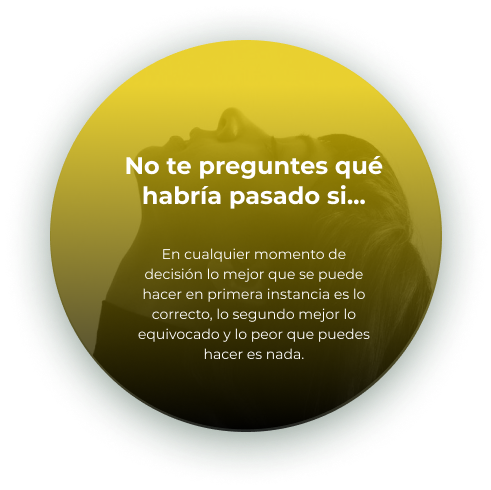 No te preguntes qué
habría pasado si...
En cualquier momento de
decisión lo mejor que se puede
hacer en primera instancia es lo
correcto, lo segundo mejor lo
equivocado y lo peor que puedes
hacer es nada.